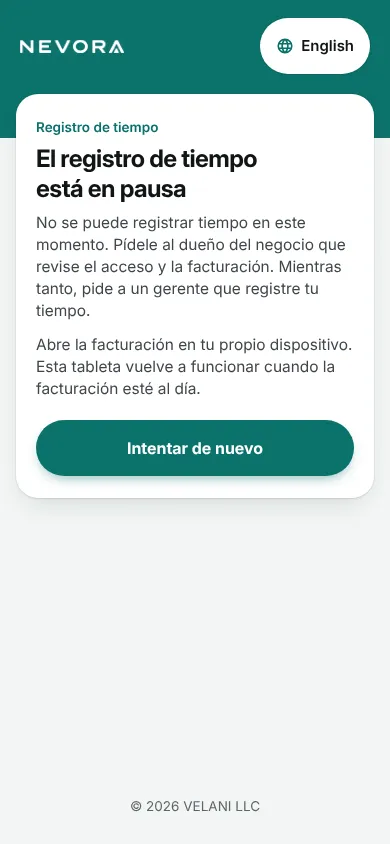 NEVORA
English
Registro de tiempo
El registro de tiempo
está en pausa
No se puede registrar tiempo en este
momento. Pídele al dueño del negocio que
revise el acceso y la facturación. Mientras
tanto, pide a un gerente que registre tu
tiempo.
Abre la facturación en tu propio dispositivo.
Esta tableta vuelve a funcionar cuando la
facturación esté al día.
Intentar de nuevo
© 2026 VELANI LLC